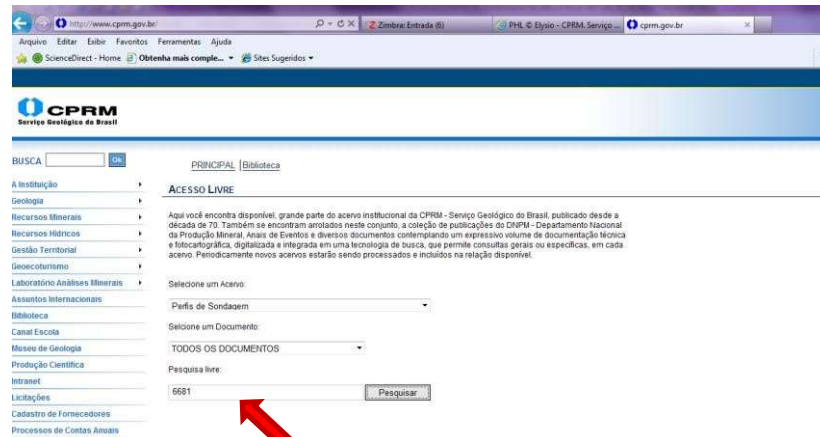 http://www.cprm.gov.br/
Zimbra: Entrada (6)
PHL © Elysio - CPRM. Serviço ...
cprm.gov.br
Arquivo Editar Exibir Favoritos Ferramentas Ajuda
ScienceDirect - Home Obtenha mais comple... Sites Sugeridos
CPRM
Serviço Geológico do Brasil
BUSCA Ok
PRINCIPAL | Biblioteca
A Instituição
Geologia
Recursos Minerais
Recursos Hídricos
Gestão Territorial
Geoecoturismo
Laboratório Análises Minerais
Assuntos Internacionais
Biblioteca
Canal Escola
Museu de Geologia
Produção Científica
Intranet
Licitações
Cadastro de Fornecedores
Processos de Contas Anuais
ACESSO LIVRE
Aqui você encontra disponível, grande parte do acervo institucional da CPRM - Serviço Geológico do Brasil, publicado desde a
década de 70. Também se encontram arrolados neste conjunto, a coleção de publicações do DNPM - Departamento Nacional
da Produção Mineral, Anais de Eventos e diversos documentos contemplando um expressivo volume de documentação técnica
e fotocartográfica, digitalizada e integrada em uma tecnologia de busca, que permite consultas gerais ou especificas, em cada
acervo. Periodicamente novos acervos estarão sendo processados e incluídos na relação disponível.
Selecione um Acervo:
Perfis de Sondagem
Selcione um Documento:
TODOS OS DOCUMENTOS
Pesquisa livre:
6681 Pesquisar